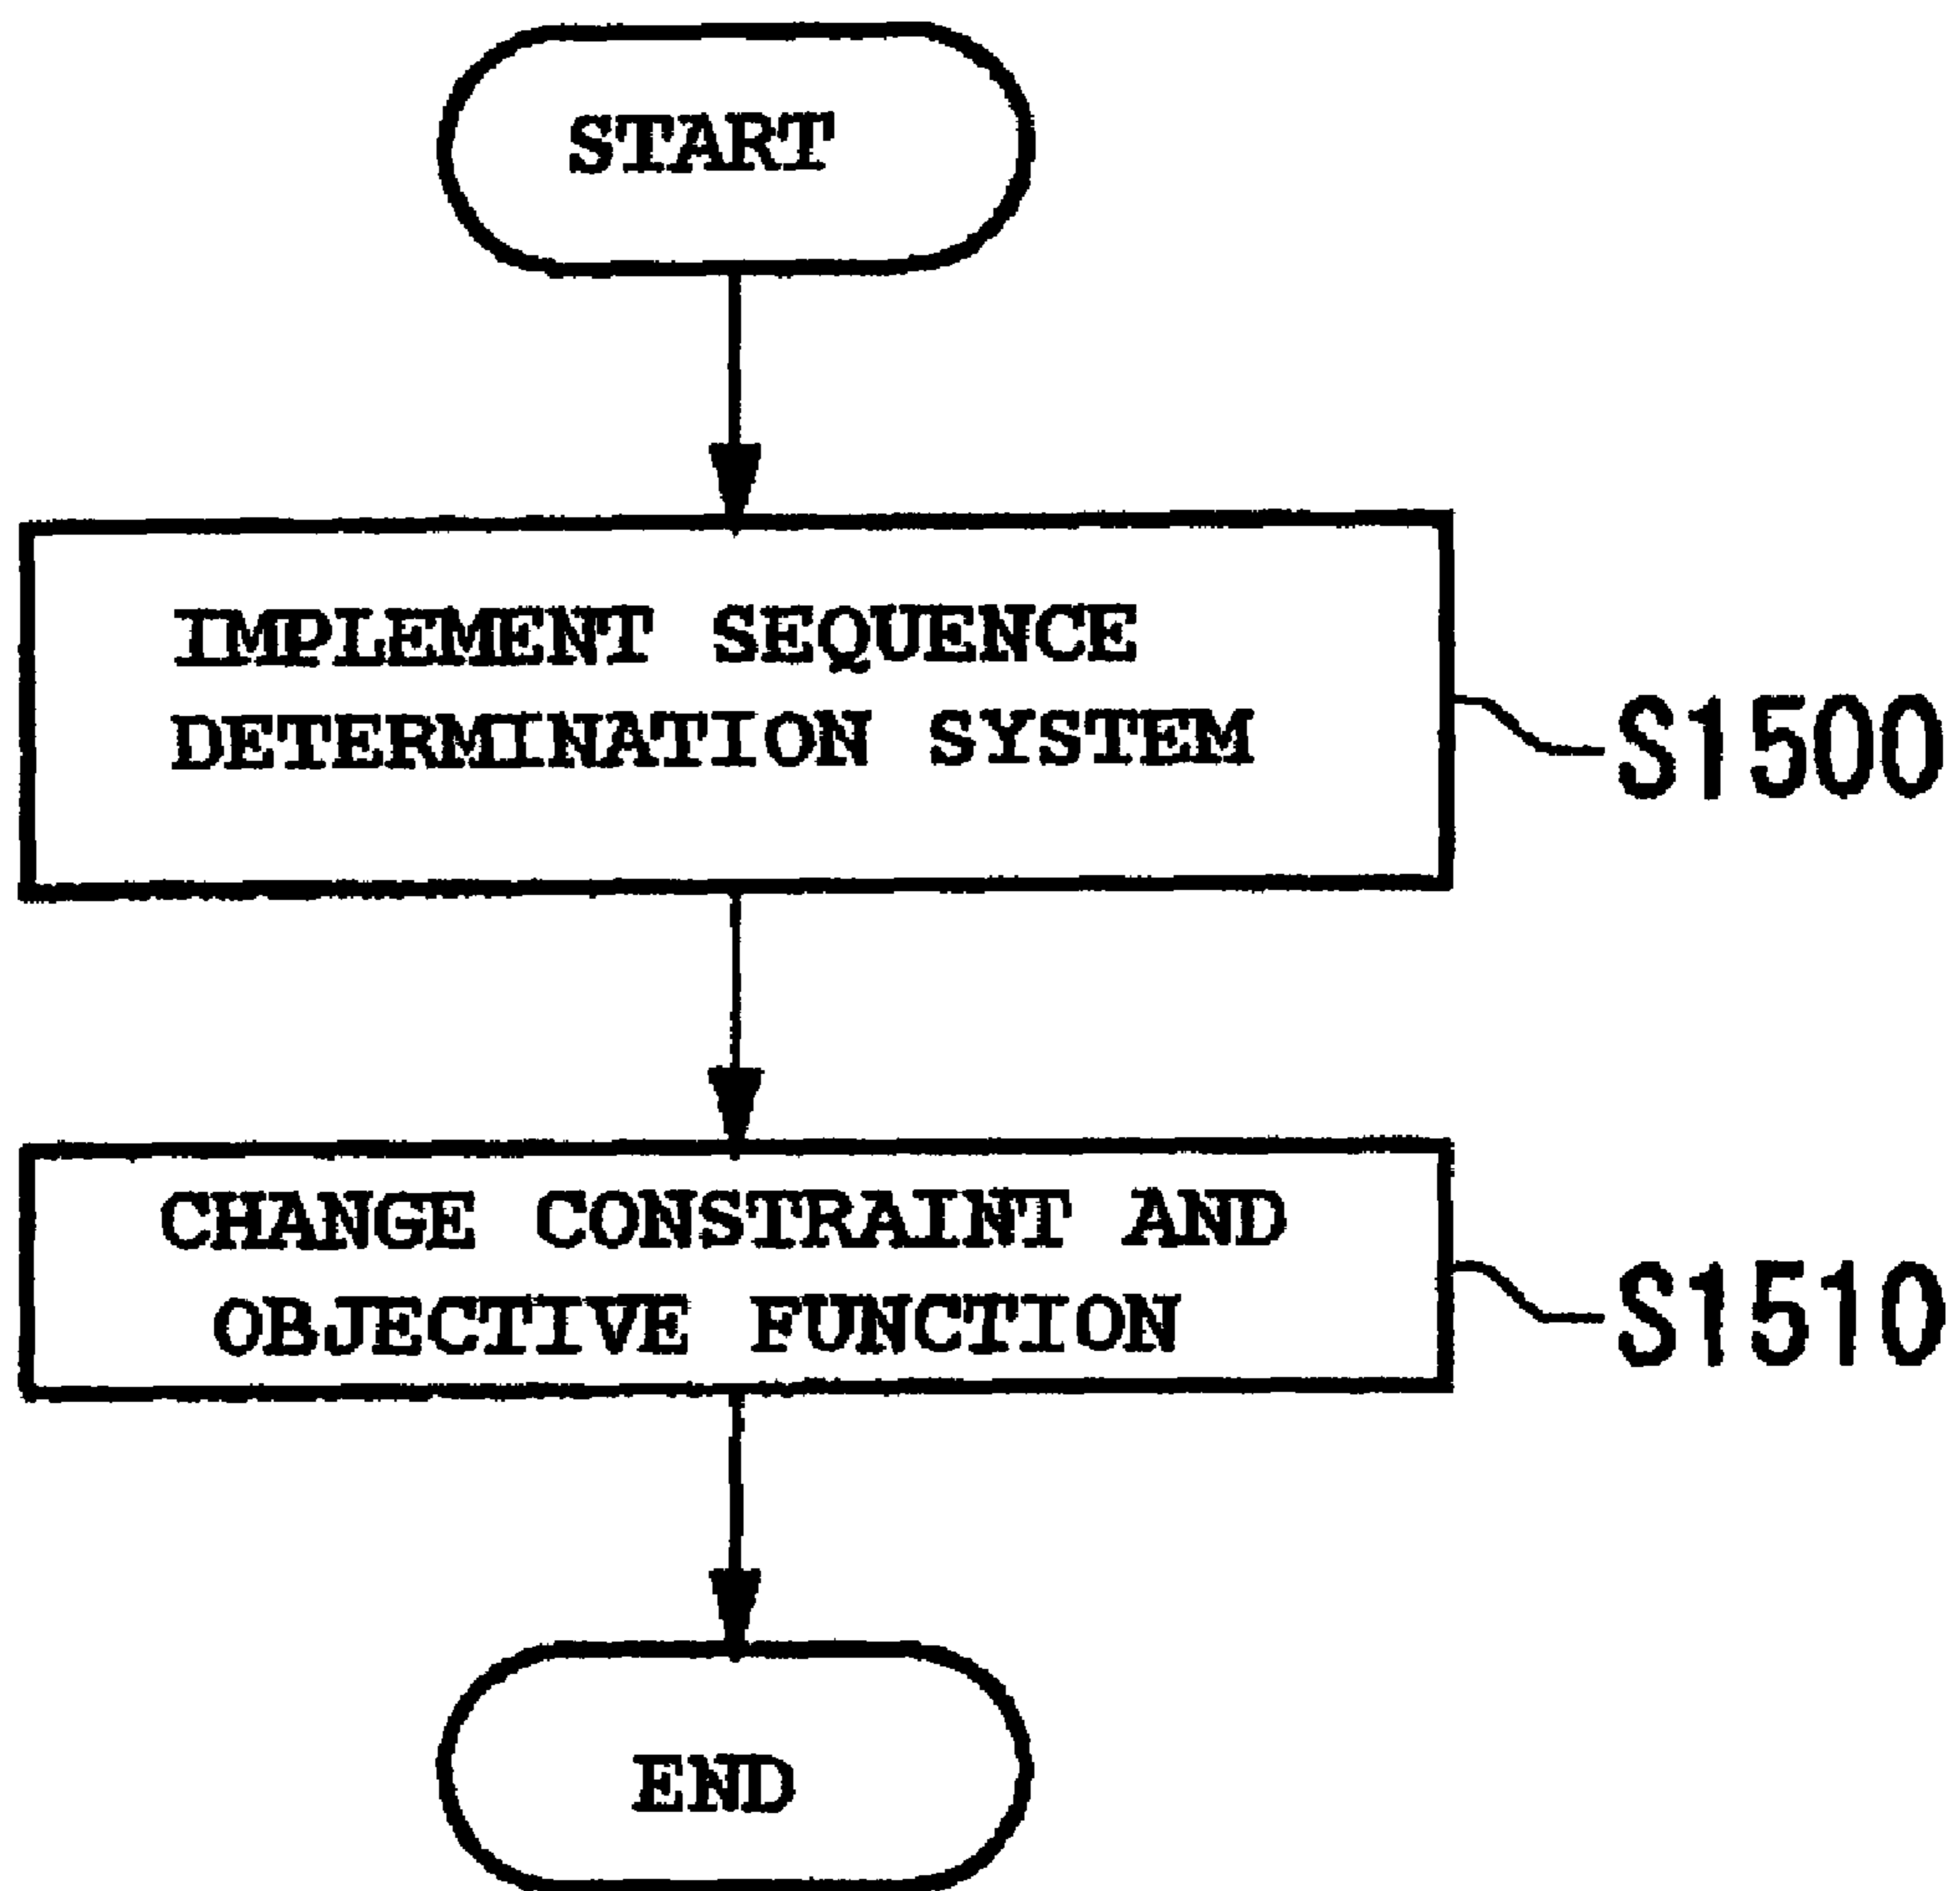 START
IMPLEMENT SEQUENCE
DETERMINATION SYSTEM
S1500
CHANGE CONSTRAINT AND
OBJECTIVE FUNCTION
S1510
END